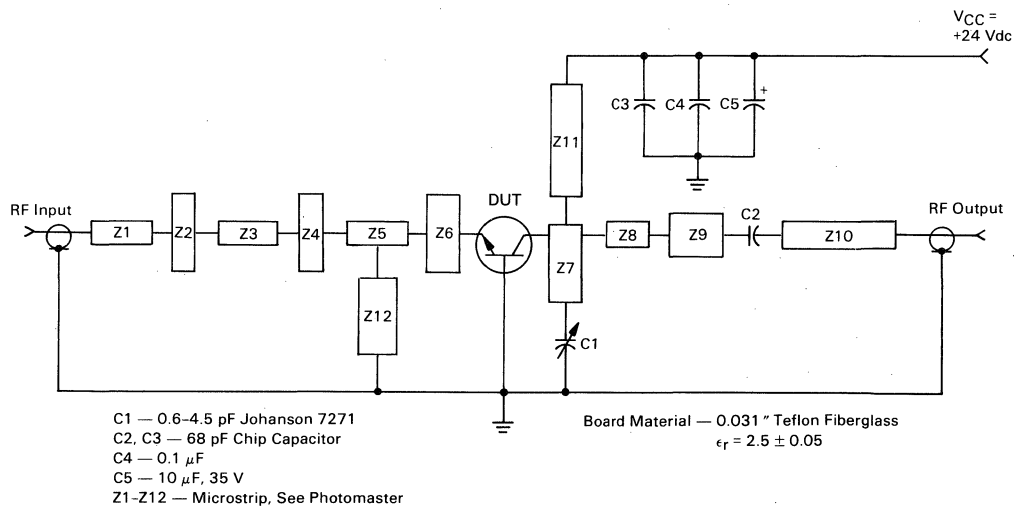 VCC =
+24 Vdc
C3
C4
C5
+
Z11
DUT
RF Input
Z1
Z2
Z3
Z4
Z5
Z6
Z7
Z8
Z9
C2
Z10
RF Output
Z12
C1
C1 — 0.6–4.5 pF Johanson 7271
C2, C3 — 68 pF Chip Capacitor
C4 — 0.1 μF
C5 — 10 μF, 35 V
Z1–Z12 — Microstrip, See Photomaster
Board Material — 0.031" Teflon Fiberglass
ϵr = 2.5 ± 0.05